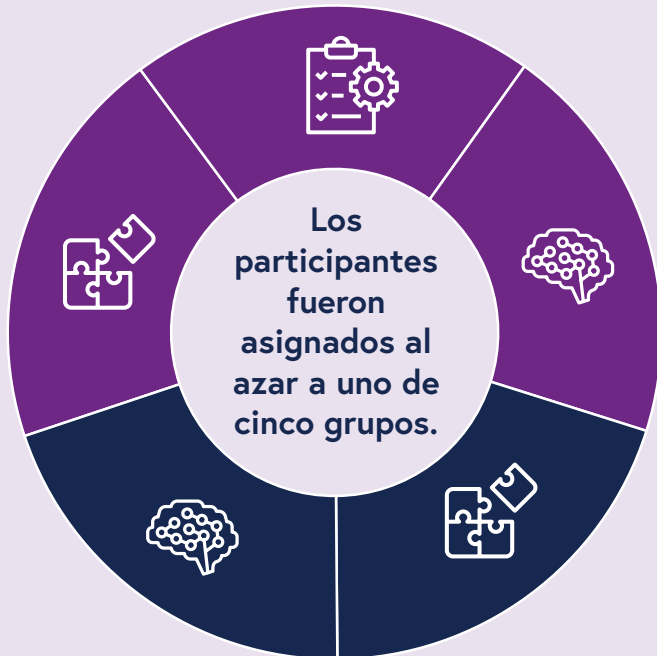 Los
participantes
fueron
asignados al
azar a uno de
cinco grupos.